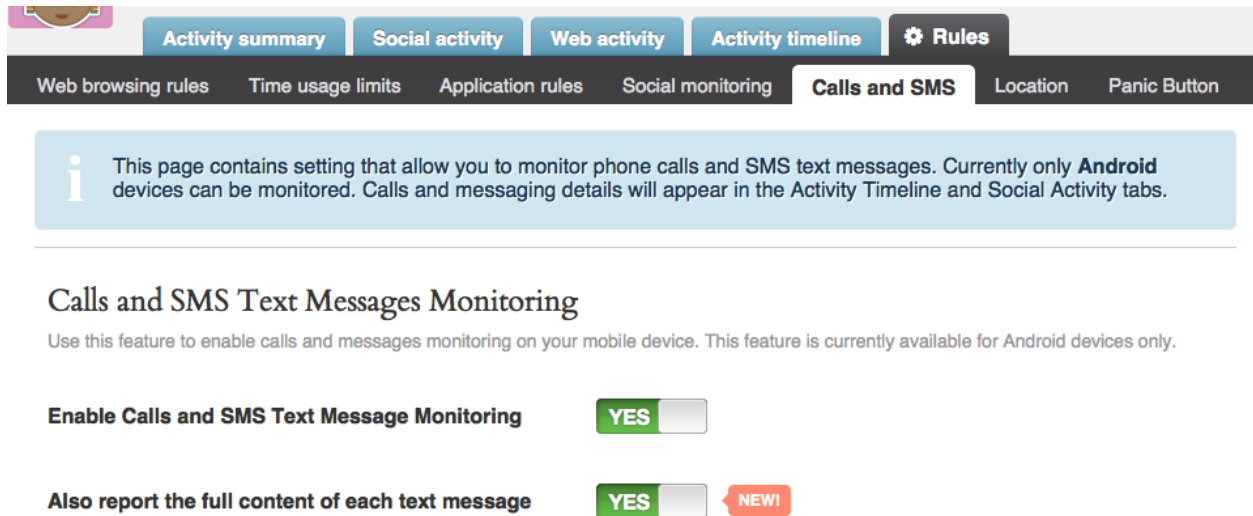 Activity summary Social activity Web activity Activity timeline Rules
Web browsing rules Time usage limits Application rules Social monitoring Calls and SMS Location Panic Button
This page contains setting that allow you to monitor phone calls and SMS text messages. Currently only Android
devices can be monitored. Calls and messaging details will appear in the Activity Timeline and Social Activity tabs.
Calls and SMS Text Messages Monitoring
Use this feature to enable calls and messages monitoring on your mobile device. This feature is currently available for Android devices only.
Enable Calls and SMS Text Message Monitoring YES
Also report the full content of each text message YES NEW!